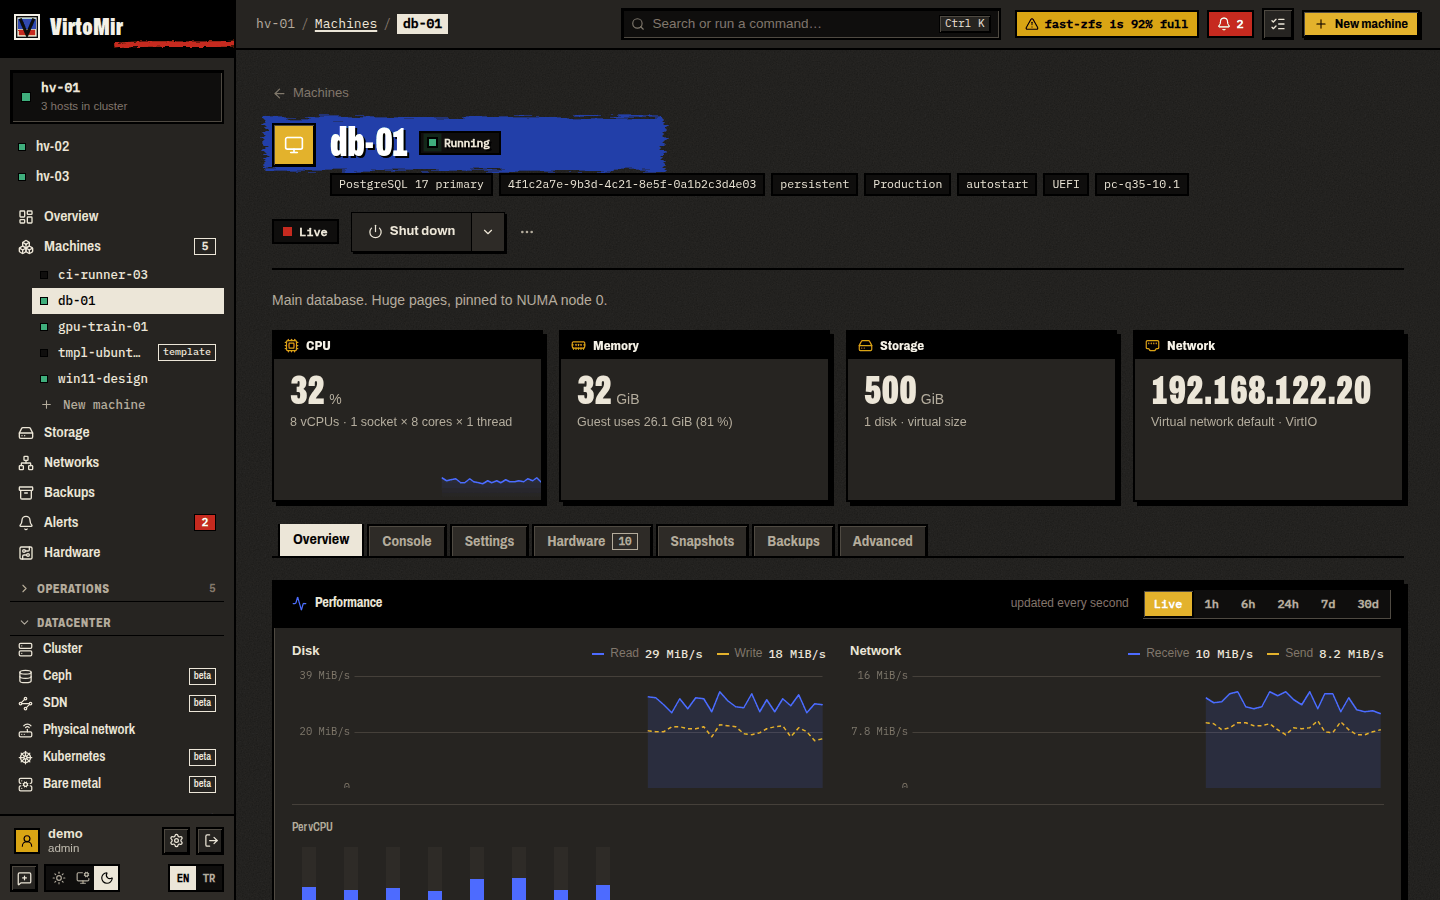 VirtoMir
hv-01 / Machines / db-01
Search or run a command… Ctrl K
fast-zfs is 92% full
2
New machine
hv-01
3 hosts in cluster
hv-02
hv-03
Overview
Machines 5
ci-runner-03
db-01
gpu-train-01
tmpl-ubunt… template
win11-design
New machine
Storage
Networks
Backups
Alerts 2
Hardware
OPERATIONS 5
DATACENTER
Cluster
Ceph beta
SDN beta
Physical network
Kubernetes beta
Bare metal beta
demo
admin
EN TR
Machines
db-01 Running
PostgreSQL 17 primary 4f1c2a7e-9b3d-4c21-8e5f-0a1b2c3d4e03 persistent Production autostart UEFI pc-q35-10.1
Live Shut down
Main database. Huge pages, pinned to NUMA node 0.
CPU
32 %
8 vCPUs · 1 socket × 8 cores × 1 thread
Memory
32 GiB
Guest uses 26.1 GiB (81 %)
Storage
500 GiB
1 disk · virtual size
Network
192.168.122.20
Virtual network default · VirtIO
Overview Console Settings Hardware 10 Snapshots Backups Advanced
Performance updated every second Live 1h 6h 24h 7d 30d
Disk Read 29 MiB/s Write 18 MiB/s
39 MiB/s
20 MiB/s
0
Network Receive 10 MiB/s Send 8.2 MiB/s
16 MiB/s
7.8 MiB/s
0
Per vCPU